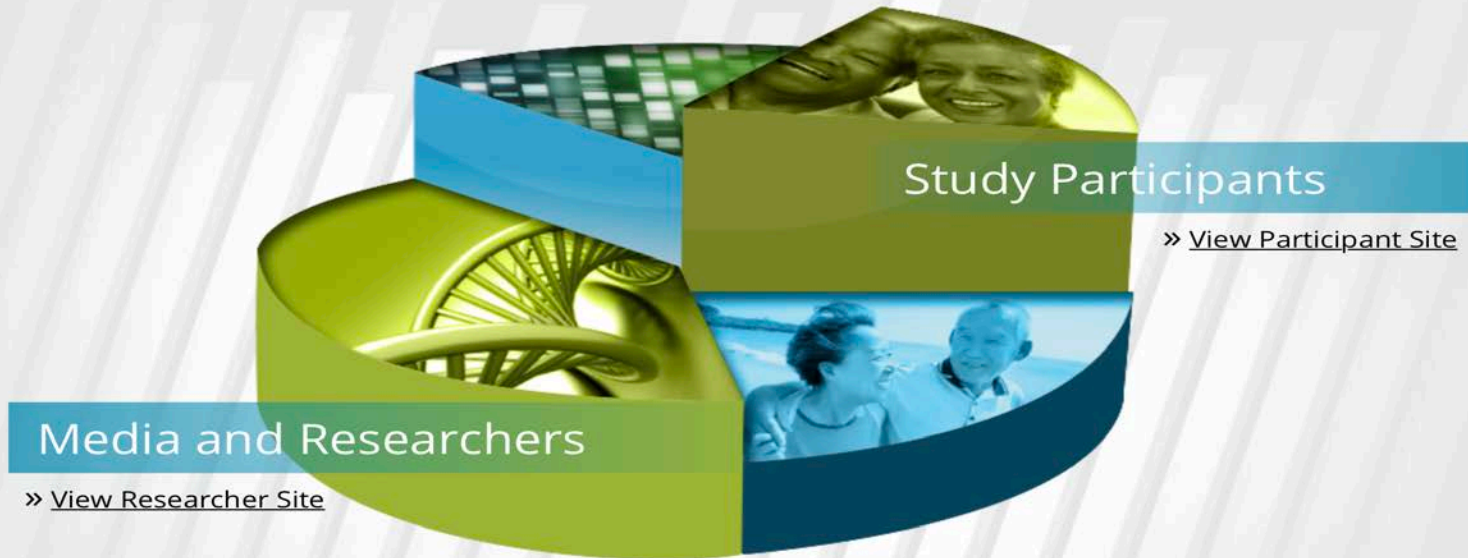 Study Participants
» View Participant Site
Media and Researchers
» View Researcher Site